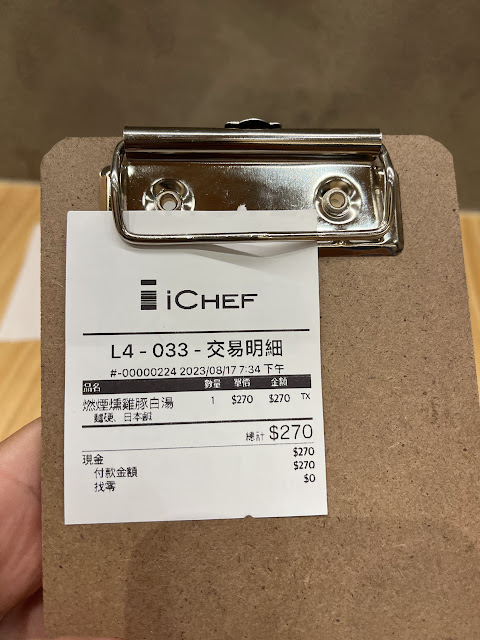 iCHEF
L4 - 033 - 交易明細
#-00000224 2023/08/17 7:34 下午
品名 數量 單價 金額
燃煙燻雞豚白湯 1 $270 $270 TX
麵硬、日本鹹
總計 $270
現金 $270
付款金額 $270
找零 $0